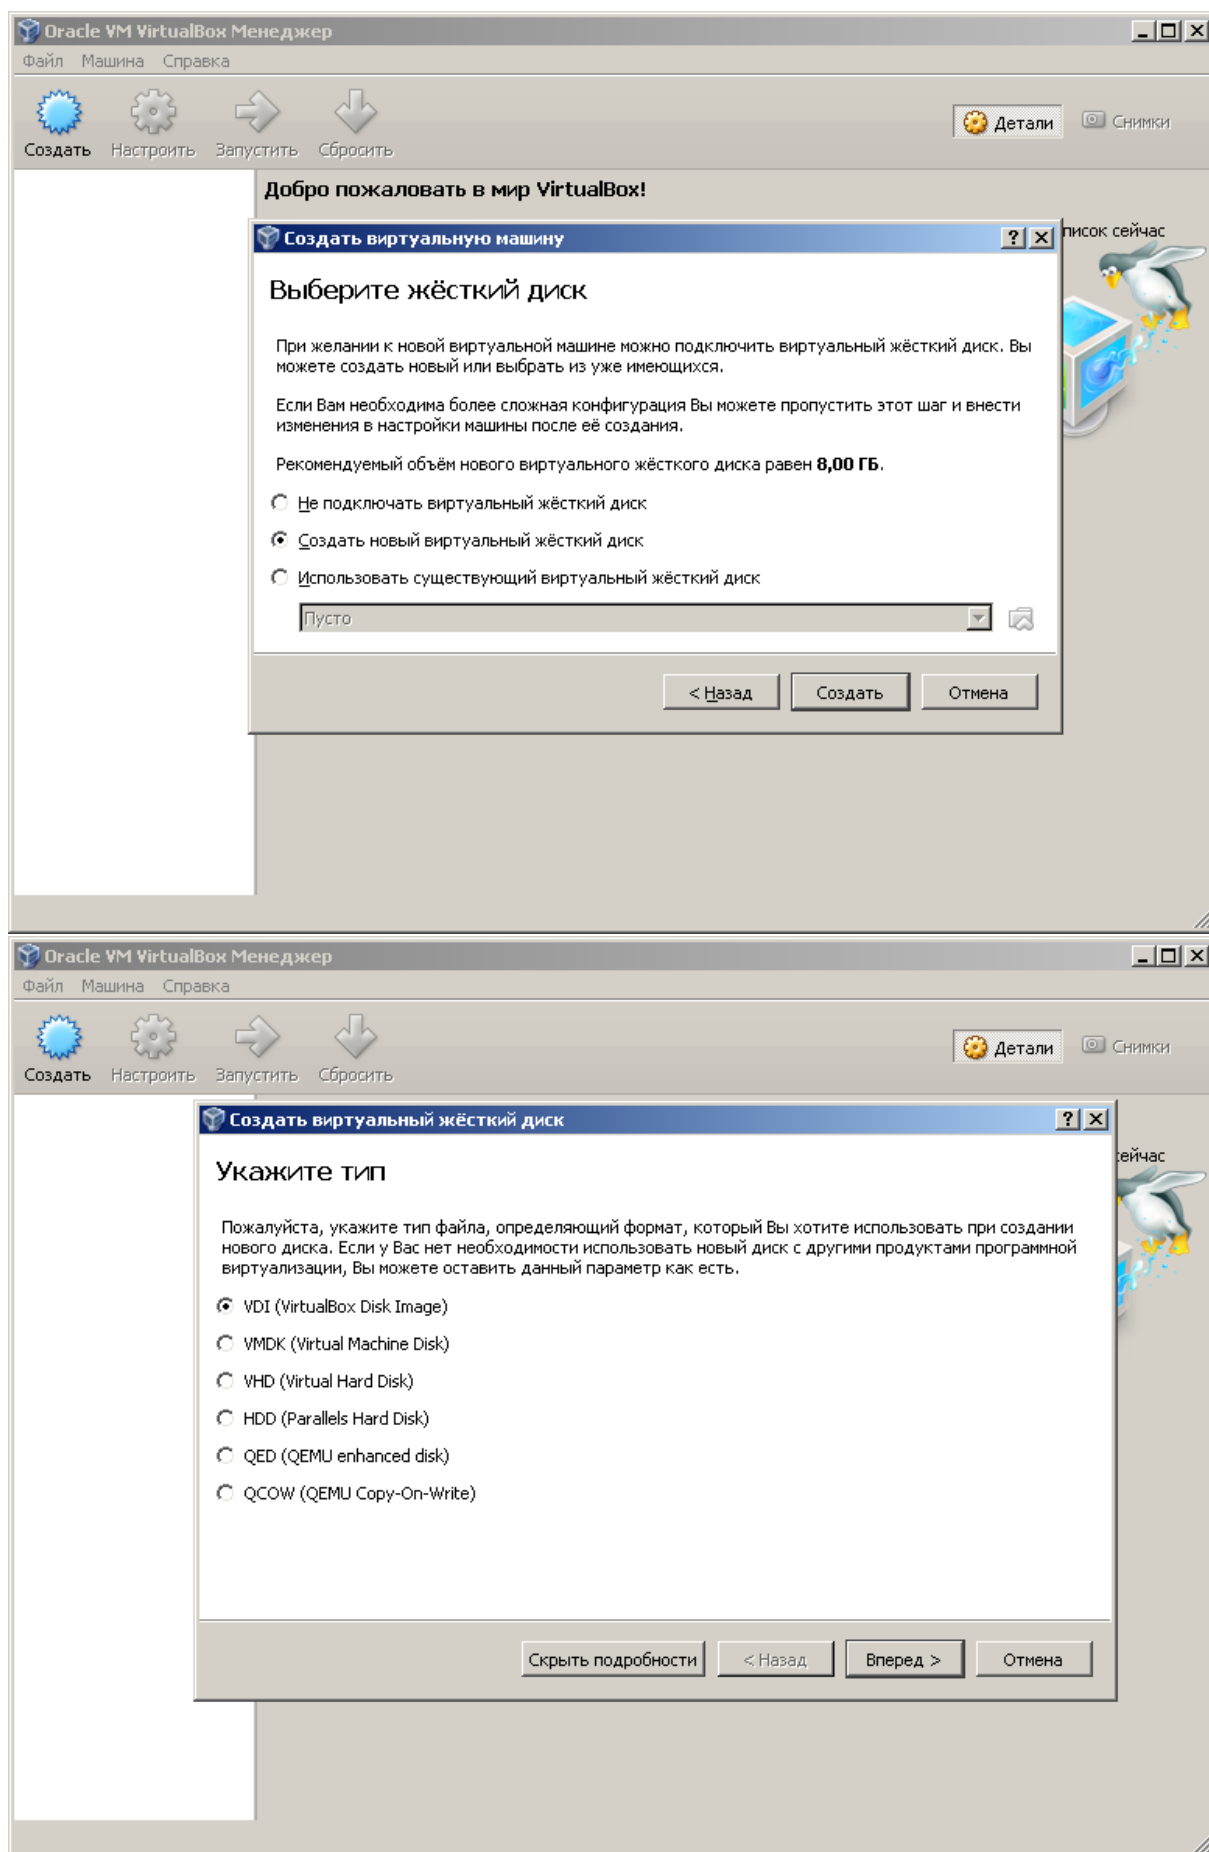 Oracle VM VirtualBox Менеджер
Файл Машина Справка
Создать Настроить Запустить Сбросить Детали Снимки
Добро пожаловать в мир VirtualBox!
писок сейчас
Создать виртуальную машину
Выберите жёсткий диск
При желании к новой виртуальной машине можно подключить виртуальный жёсткий диск. Вы
можете создать новый или выбрать из уже имеющихся.
Если Вам необходима более сложная конфигурация Вы можете пропустить этот шаг и внести
изменения в настройки машины после её создания.
Рекомендуемый объём нового виртуального жёсткого диска равен 8,00 ГБ.
Не подключать виртуальный жёсткий диск
Создать новый виртуальный жёсткий диск
Использовать существующий виртуальный жёсткий диск
Пусто
< Назад Создать Отмена
Oracle VM VirtualBox Менеджер
Файл Машина Справка
Создать Настроить Запустить Сбросить Детали Снимки
Создать виртуальный жёсткий диск
сейчас
Укажите тип
Пожалуйста, укажите тип файла, определяющий формат, который Вы хотите использовать при создании
нового диска. Если у Вас нет необходимости использовать новый диск с другими продуктами программной
виртуализации, Вы можете оставить данный параметр как есть.
VDI (VirtualBox Disk Image)
VMDK (Virtual Machine Disk)
VHD (Virtual Hard Disk)
HDD (Parallels Hard Disk)
QED (QEMU enhanced disk)
QCOW (QEMU Copy-On-Write)
Скрыть подробности < Назад Вперед > Отмена